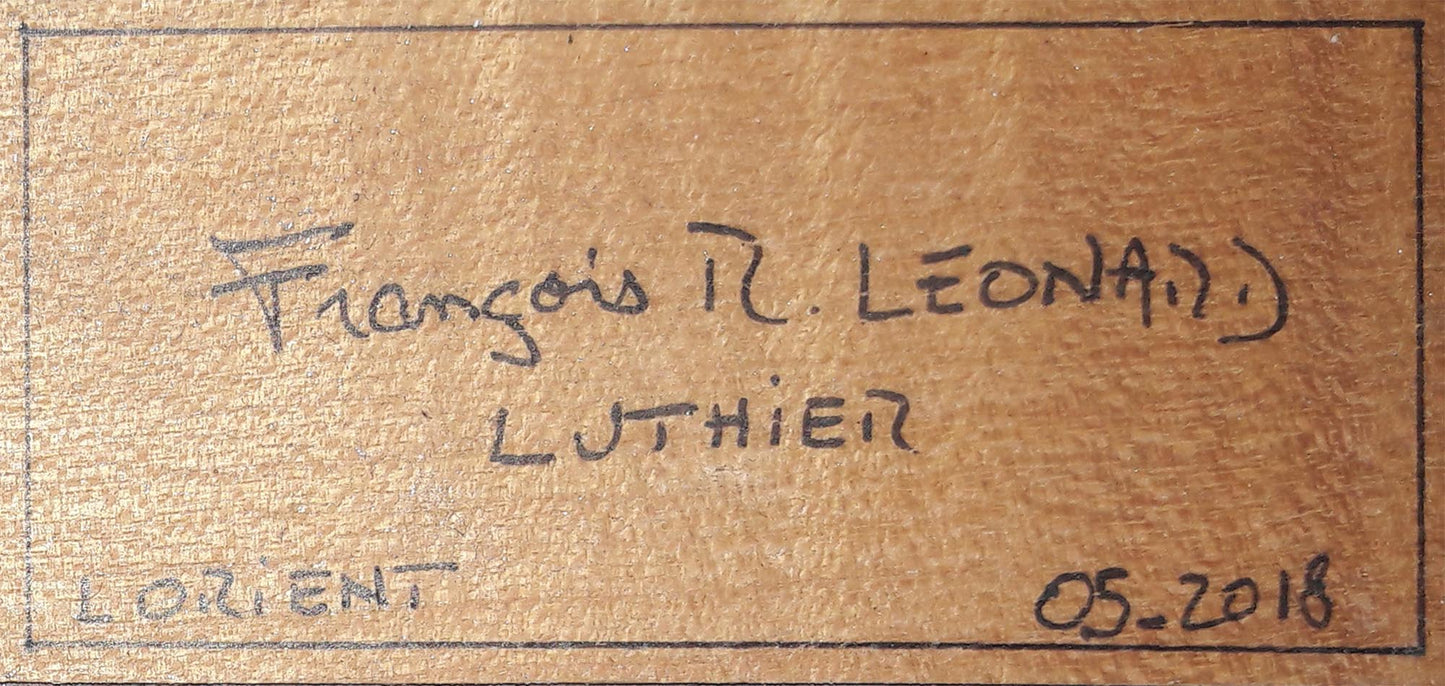 François R. LEONARD
LUTHiER
LORiENT
05-2018